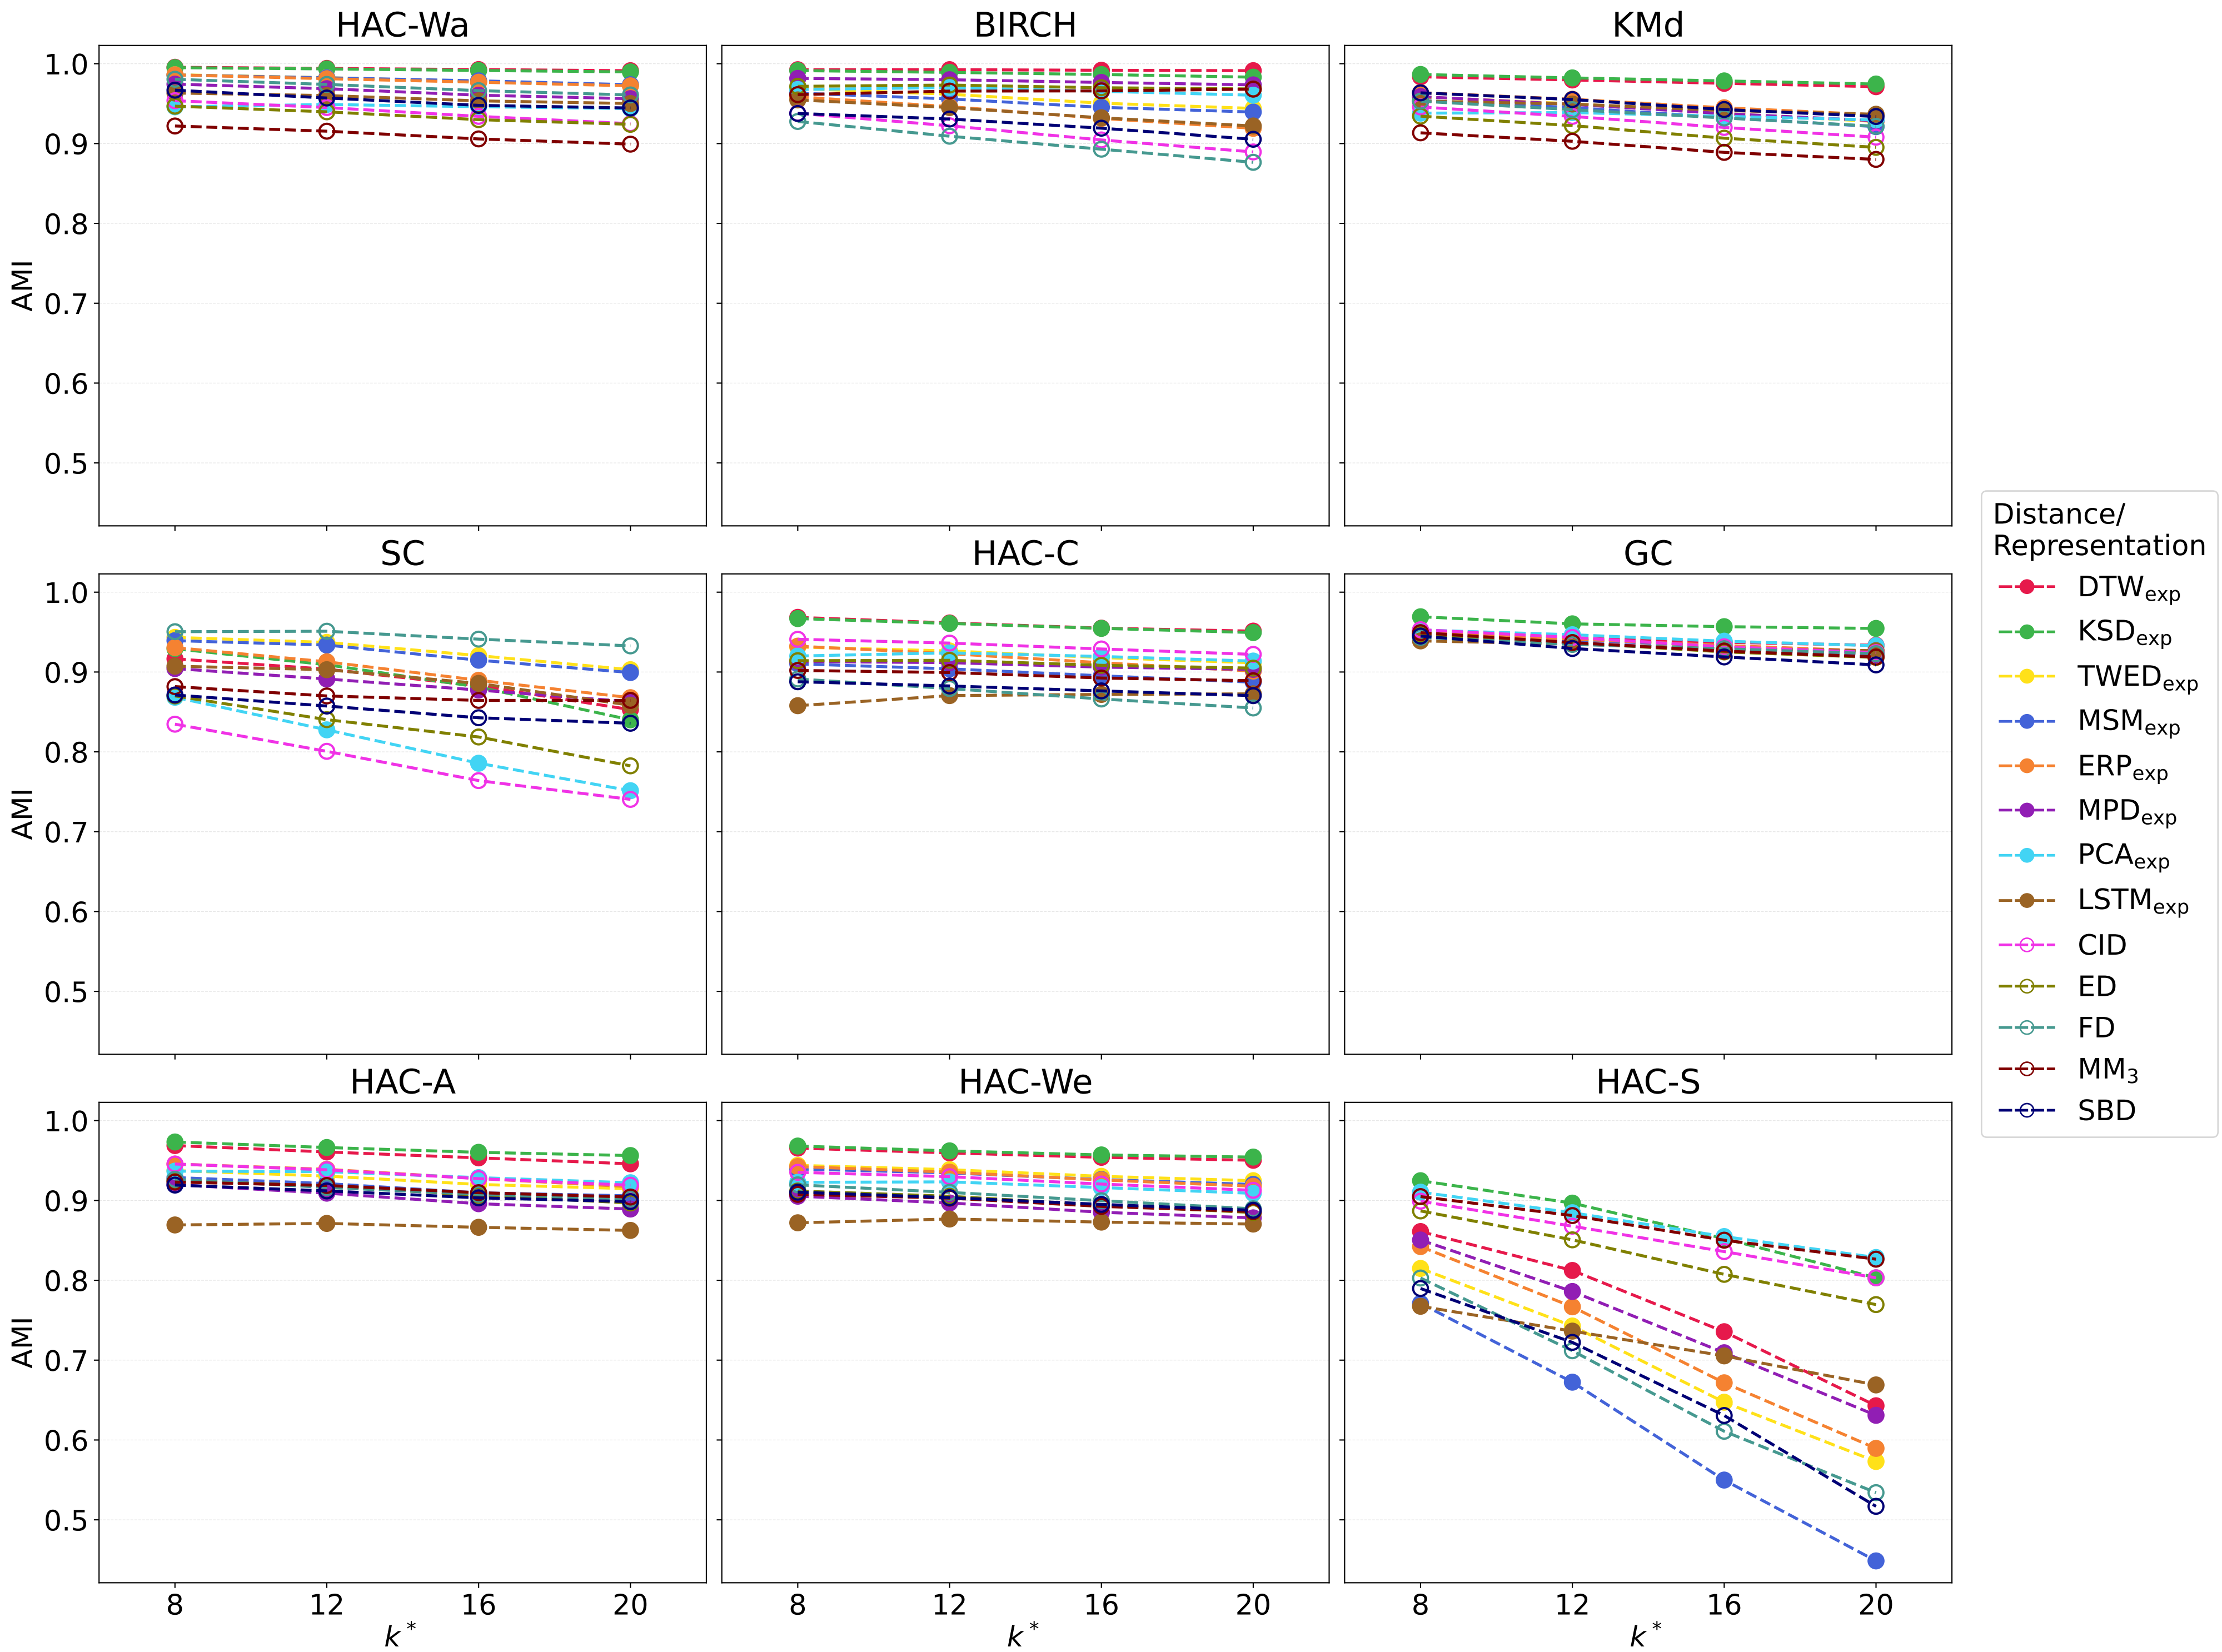 HAC-Wa
BIRCH
KMd
1.0
0.9
0.8
0.7
0.6
0.5
AMI
SC
HAC-C
GC
1.0
0.9
0.8
0.7
0.6
0.5
AMI
HAC-A
HAC-We
HAC-S
1.0
0.9
0.8
0.7
0.6
0.5
AMI
8 12 16 20
8 12 16 20
8 12 16 20
k*
k*
k*
Distance/
Representation
DTWexp
KSDexp
TWEDexp
MSMexp
ERPexp
MPDexp
PCAexp
LSTMexp
CID
ED
FD
MM3
SBD